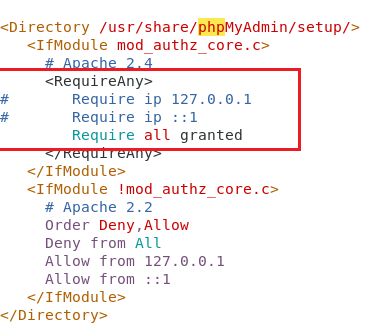 <Directory /usr/share/phpMyAdmin/setup/>
   <IfModule mod_authz_core.c>
     # Apache 2.4
     <RequireAny>
#       Require ip 127.0.0.1
#       Require ip ::1
        Require all granted
     </RequireAny>
   </IfModule>
   <IfModule !mod_authz_core.c>
     # Apache 2.2
     Order Deny,Allow
     Deny from All
     Allow from 127.0.0.1
     Allow from ::1
   </IfModule>
</Directory>